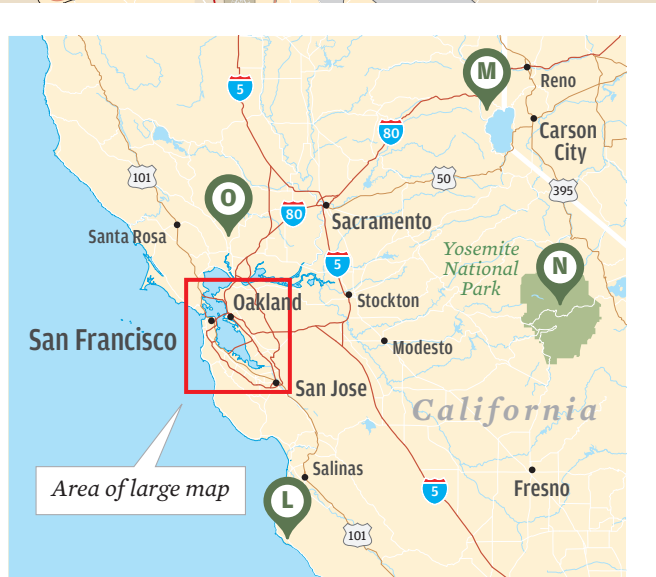 M
Reno
5
80
Carson
City
101
50
395
O
80
Sacramento
Santa Rosa
5
Yosemite
National
Park
N
Oakland
Stockton
San Francisco
Modesto
San Jose
California
Area of large map
Salinas
L
5
Fresno
101